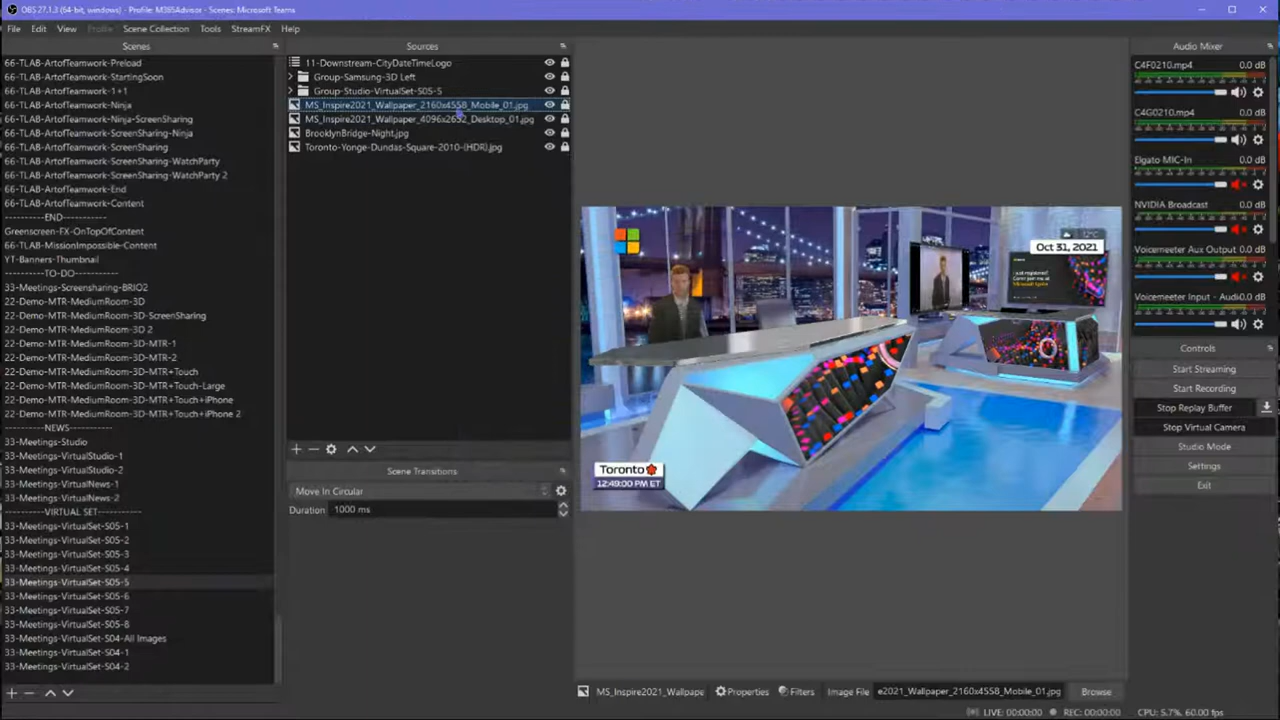 OBS 27.1.3 (64-bit, windows) - Profile: M365Advisor - Scenes: Microsoft Teams
File Edit View Profile Scene Collection Tools StreamFX Help
Scenes
66-TLAB-ArtofTeamwork-Preload
66-TLAB-ArtofTeamwork-StartingSoon
66-TLAB-ArtofTeamwork-1+1
66-TLAB-ArtofTeamwork-Ninja
66-TLAB-ArtofTeamwork-Ninja-ScreenSharing
66-TLAB-ArtofTeamwork-ScreenSharing-Ninja
66-TLAB-ArtofTeamwork-ScreenSharing
66-TLAB-ArtofTeamwork-ScreenSharing-WatchParty
66-TLAB-ArtofTeamwork-ScreenSharing-WatchParty 2
66-TLAB-ArtofTeamwork-End
66-TLAB-ArtofTeamwork-Content
----------END----------
Greenscreen-FX-OnTopOfContent
66-TLAB-MissionImpossible-Content
YT-Banners-Thumbnail
----------TO-DO----------
33-Meetings-Screensharing-BRIO2
22-Demo-MTR-MediumRoom-3D
22-Demo-MTR-MediumRoom-3D-ScreenSharing
22-Demo-MTR-MediumRoom-3D 2
22-Demo-MTR-MediumRoom-3D-MTR-1
22-Demo-MTR-MediumRoom-3D-MTR-2
22-Demo-MTR-MediumRoom-3D-MTR+Touch
22-Demo-MTR-MediumRoom-3D-MTR+Touch-Large
22-Demo-MTR-MediumRoom-3D-MTR+Touch+iPhone
22-Demo-MTR-MediumRoom-3D-MTR+Touch+iPhone 2
----------NEWS----------
33-Meetings-Studio
33-Meetings-VirtualStudio-1
33-Meetings-VirtualStudio-2
33-Meetings-VirtualNews-1
33-Meetings-VirtualNews-2
----------VIRTUAL SET----------
33-Meetings-VirtualSet-S05-1
33-Meetings-VirtualSet-S05-2
33-Meetings-VirtualSet-S05-3
33-Meetings-VirtualSet-S05-4
33-Meetings-VirtualSet-S05-5
33-Meetings-VirtualSet-S05-6
33-Meetings-VirtualSet-S05-7
33-Meetings-VirtualSet-S05-8
33-Meetings-VirtualSet-S04-All Images
33-Meetings-VirtualSet-S04-1
33-Meetings-VirtualSet-S04-2
Sources
11-Downstream-CityDateTimeLogo
Group-Samsung-3D Left
Group-Studio-VirtualSet-S05-5
MS_Inspire2021_Wallpaper_2160x4558_Mobile_01.jpg
MS_Inspire2021_Wallpaper_4096x2652_Desktop_01.jpg
BrooklynBridge-Night.jpg
Toronto-Yonge-Dundas-Square-2010-(HDR).jpg
Scene Transitions
Move In Circular
Duration 1000 ms
12°C
Oct 31, 2021
Toronto
12:49:00 PM ET
MS_Inspire2021_Wallpape Properties Filters Image File e2021_Wallpaper_2160x4558_Mobile_01.jpg Browse
Audio Mixer
C4F0210.mp4 0.0 dB
C4G0210.mp4 0.0 dB
Elgato MIC-In 0.0 dB
NVIDIA Broadcast 0.0 dB
Voicemeeter Aux Output 0.0 dB
Voicemeeter Input - Audi 0.0 dB
Controls
Start Streaming
Start Recording
Stop Replay Buffer
Stop Virtual Camera
Studio Mode
Settings
Exit
LIVE: 00:00:00 REC: 00:00:00 CPU: 5.7%, 60.00 fps